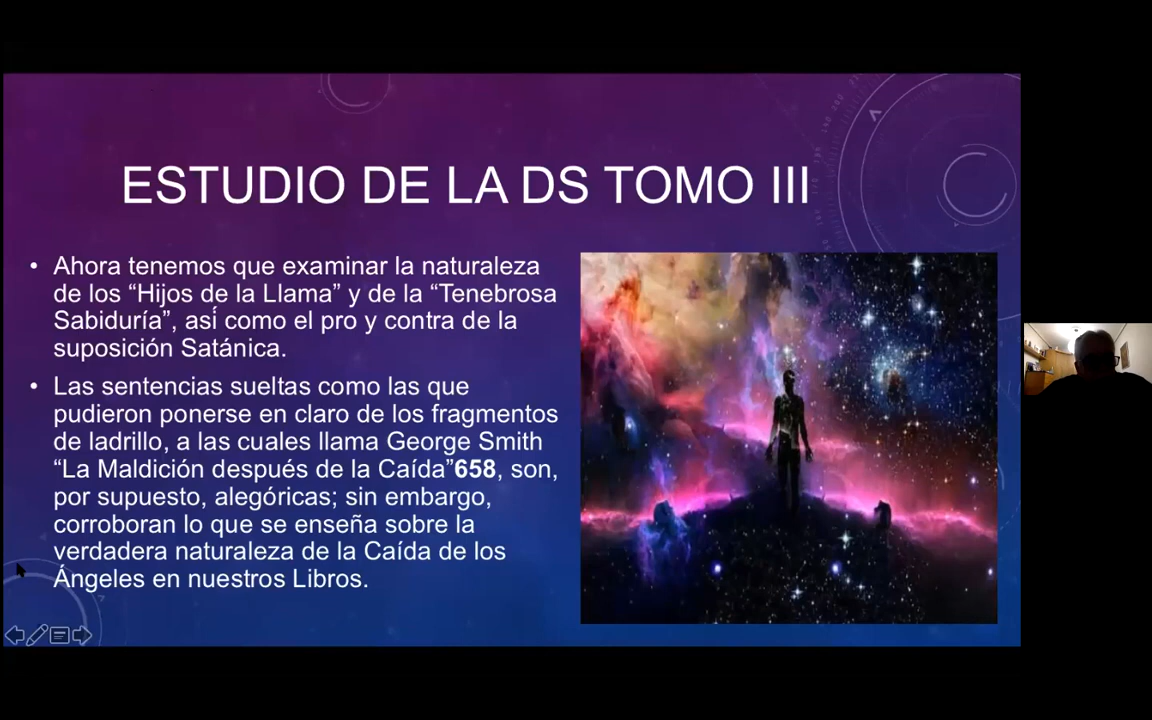 ESTUDIO DE LA DS TOMO III
• Ahora tenemos que examinar la naturaleza
de los “Hijos de la Llama” y de la “Tenebrosa
Sabiduría”, así como el pro y contra de la
suposición Satánica.
• Las sentencias sueltas como las que
pudieron ponerse en claro de los fragmentos
de ladrillo, a las cuales llama George Smith
“La Maldición después de la Caída”658, son,
por supuesto, alegóricas; sin embargo,
corroboran lo que se enseña sobre la
verdadera naturaleza de la Caída de los
Ángeles en nuestros Libros.